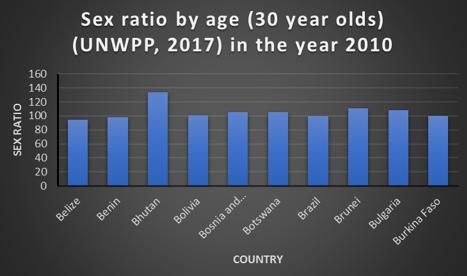 Sex ratio by age (30 year olds)
(UNWPP, 2017) in the year 2010
160
140
120
100
80
60
40
20
0
SEX RATIO
Belize
Benin
Bhutan
Bolivia
Bosnia and...
Botswana
Brazil
Brunei
Bulgaria
Burkina Faso
COUNTRY